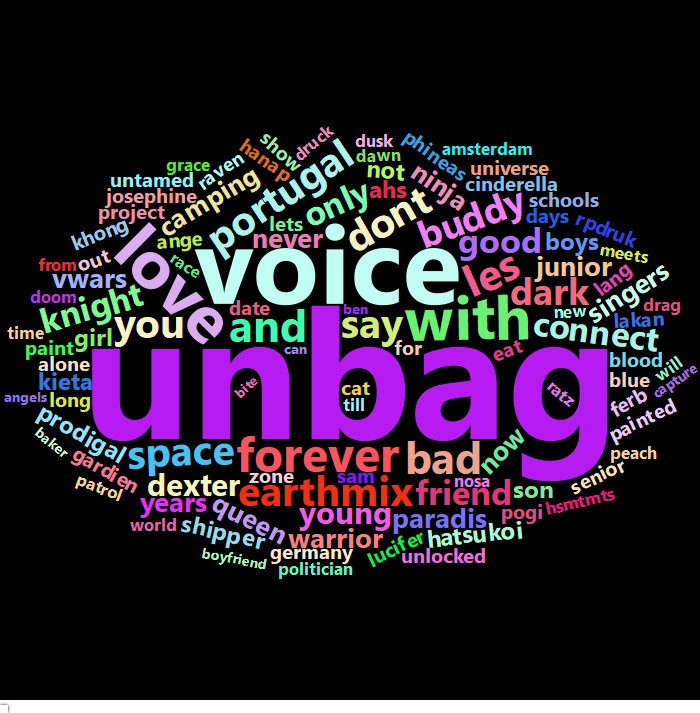 dusk
phineas
amsterdam
druck
show
hanap
dawn
grace
raven
not
universe
untamed
portugal
ahs
ninja
cinderella
josephine
camping
only
dont
buddy
schools
project
lets
days
rpdruk
khong
love
ange
never
good
boys
meets
out
voice
les
junior
from
race
lang
vwars
dark
singers
doom
knight
date
ben
new
drag
time
girl
you
and
say
with
connect
lakan
paint
unbag
can
for
eat
blood
will
alone
kieta
bite
cat
ratz
blue
ferb
capture
angels
long
till
painted
prodigal
baker
space
forever
bad
now
peach
gardien
zone
sam
nosa
senior
patrol
dexter
earthmix
friend
son
hsmtmts
years
queen
young
paradis
pogi
world
shipper
warrior
lucifer
hatsukoi
boyfriend
germany
unlocked
politician